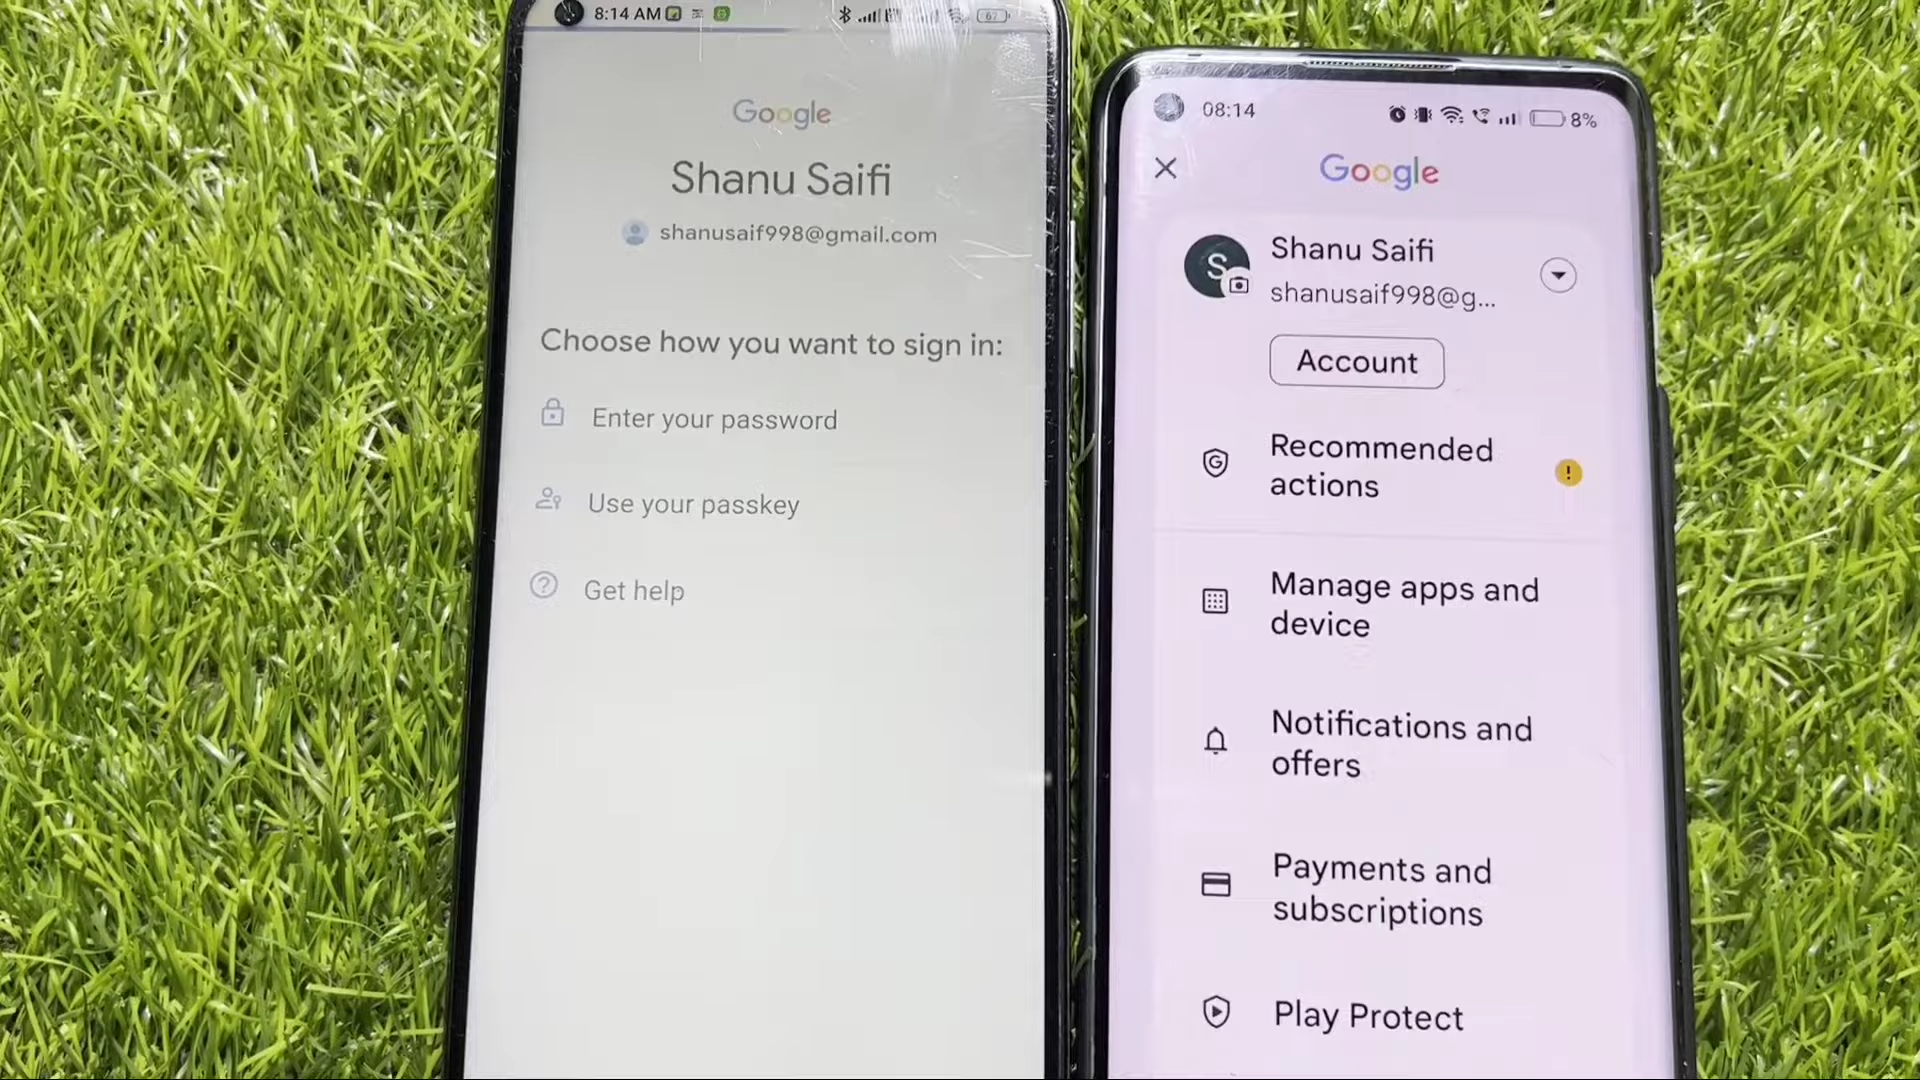 8:14 AM
67
Google
Shanu Saifi
shanusaif998@gmail.com
Choose how you want to sign in:
Enter your password
Use your passkey
Get help
08:14
8%
Google
S
Shanu Saifi
shanusaif998@g...
Account
Recommended
actions
Manage apps and
device
Notifications and
offers
Payments and
subscriptions
Play Protect